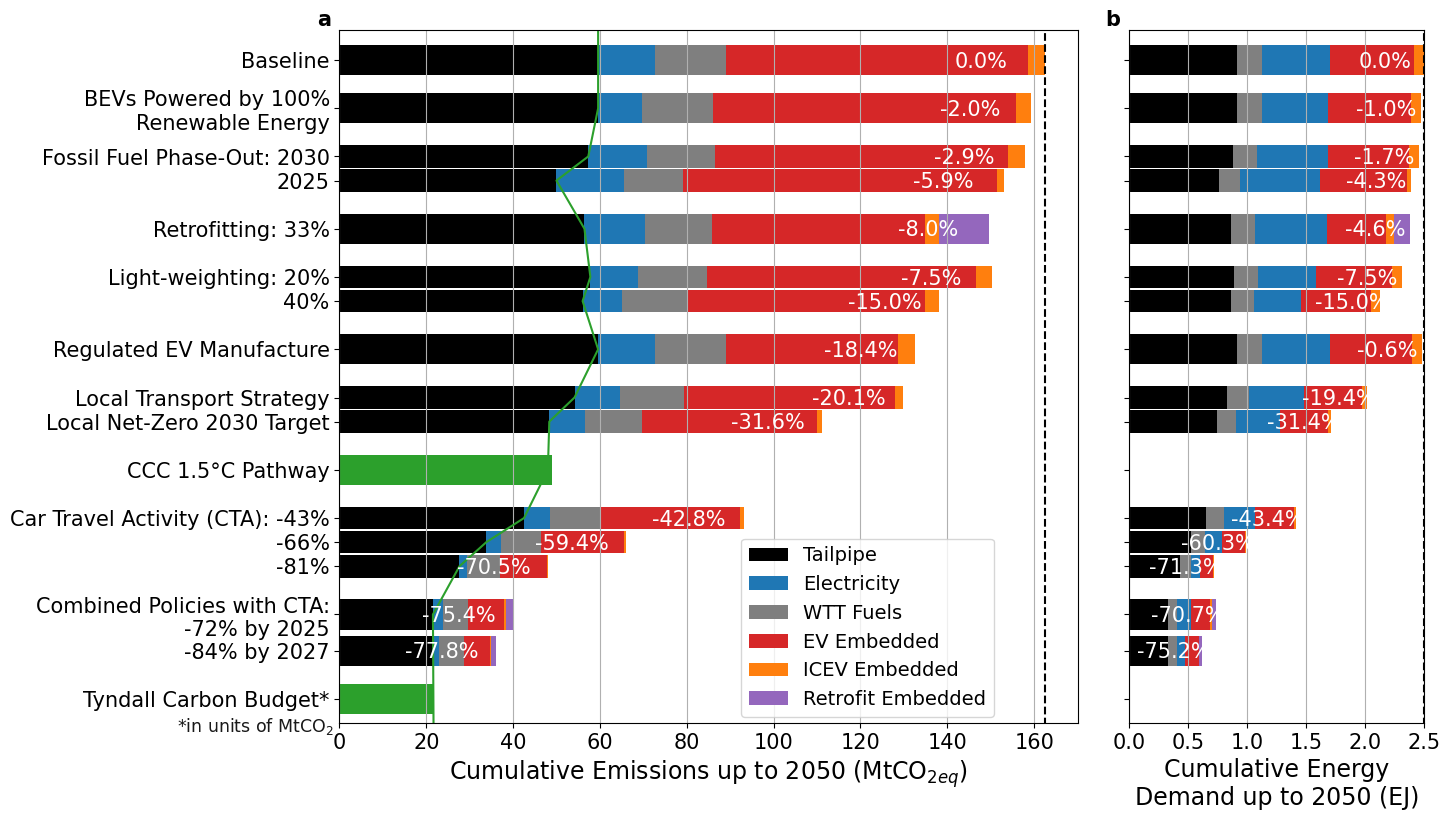 a
b
Baseline
0.0%
0.0%
BEVs Powered by 100%
Renewable Energy
-2.0%
-1.0%
Fossil Fuel Phase-Out: 2030
-2.9%
-1.7%
2025
-5.9%
-4.3%
Retrofitting: 33%
-8.0%
-4.6%
Light-weighting: 20%
-7.5%
-7.5%
40%
-15.0%
-15.0%
Regulated EV Manufacture
-18.4%
-0.6%
Local Transport Strategy
-20.1%
-19.4%
Local Net-Zero 2030 Target
-31.6%
-31.4%
CCC 1.5°C Pathway
Car Travel Activity (CTA): -43%
-42.8%
-43.4%
-66%
-59.4%
-60.3%
-81%
-70.5%
-71.3%
Combined Policies with CTA:
-72% by 2025
-75.4%
-70.7%
-84% by 2027
-77.8%
-75.2%
Tyndall Carbon Budget*
*in units of MtCO₂
Tailpipe
Electricity
WTT Fuels
EV Embedded
ICEV Embedded
Retrofit Embedded
0 20 40 60 80 100 120 140 160
Cumulative Emissions up to 2050 (MtCO₂eq)
0.0 0.5 1.0 1.5 2.0 2.5
Cumulative Energy
Demand up to 2050 (EJ)